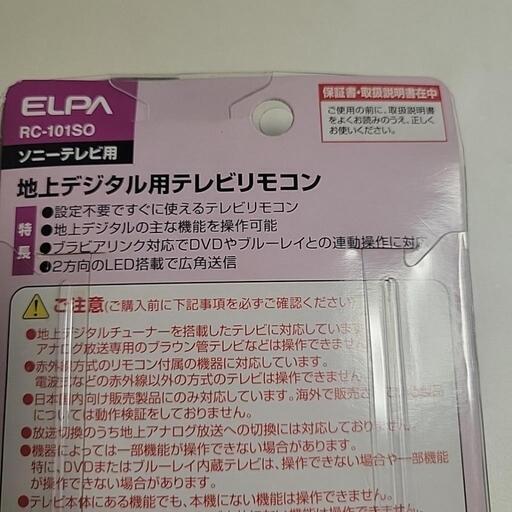 ELPA
RC-101SO
ソニーテレビ用
保証書・取扱説明書在中
ご使用の前に、取扱説明書
をよくお読みのうえ、正しく
お使いください。
地上デジタル用テレビリモコン
特長
●設定不要ですぐに使えるテレビリモコン
●地上デジタルの主な機能を操作可能
●ブラビアリンク対応でDVDやブルーレイとの連動操作に対応
●2方向のLED搭載で広角送信
ご注意(ご購入前に下記事項を必ずご確認ください)
●地上デジタルチューナーを搭載したテレビに対応しています
アナログ放送専用のブラウン管テレビなどは操作できません
●赤外線方式のリモコン付属の機器に対応しています。
電波式などの赤外線以外の方式のテレビは操作できません
●日本国内向け販売製品にのみ対応しています。海外で販売されている製品
については動作検証をしておりません。
●放送切換のうち地上アナログ放送への切換には対応しておりません。
●機器によっては一部機能が操作できない場合があります。
特に、DVDまたはブルーレイ内蔵テレビは、操作できない場合や一部機能
が操作できない場合があります。
●テレビ本体にある機能でも、本機にない機能は操作できません。